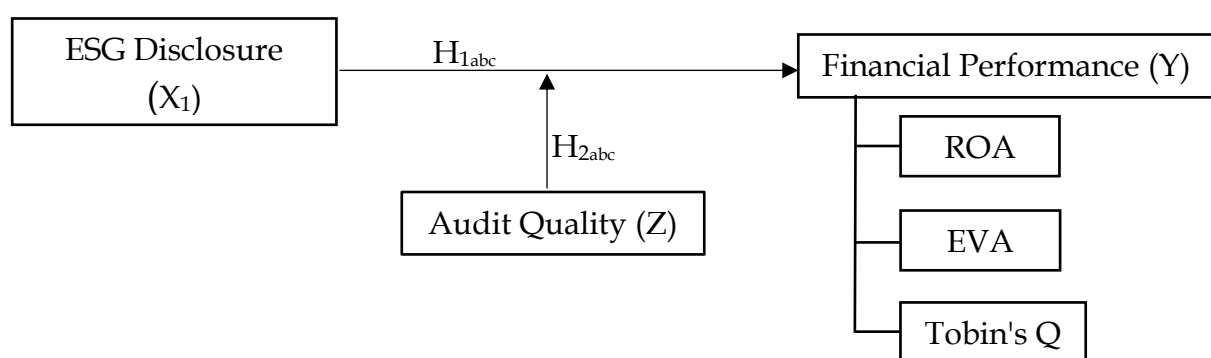 ESG Disclosure
(X₁)
H₁abc
Financial Performance (Y)
ROA
H₂abc
Audit Quality (Z)
EVA
Tobin's Q